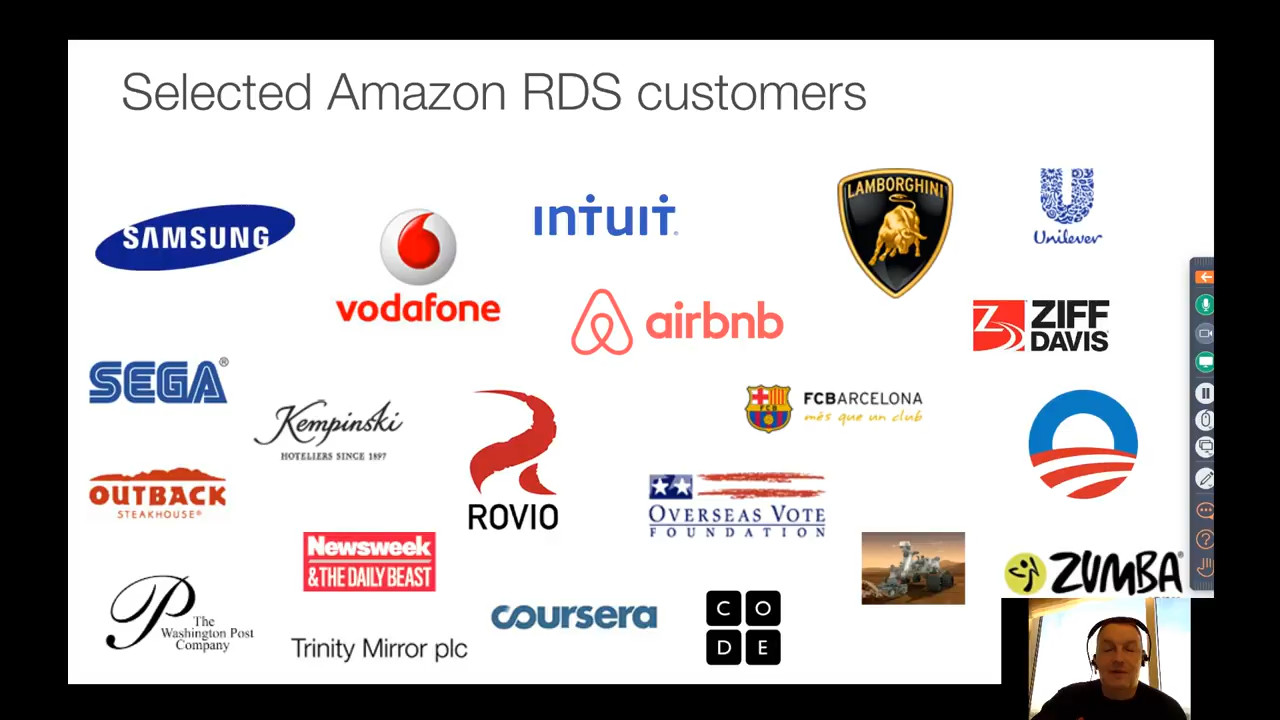 Selected Amazon RDS customers
SAMSUNG
vodafone
intuit.
LAMBORGHINI
Unilever
airbnb
ZIFF
DAVIS
SEGA®
Kempinski
HOTELIERS SINCE 1897
ROVIO
FCBARCELONA
més que un club
OUTBACK
STEAKHOUSE®
OVERSEAS VOTE
FOUNDATION
Newsweek
& THE DAILY BEAST
ZUMBA®
The
Washington Post
Company
Trinity Mirror plc
coursera
C O
D E